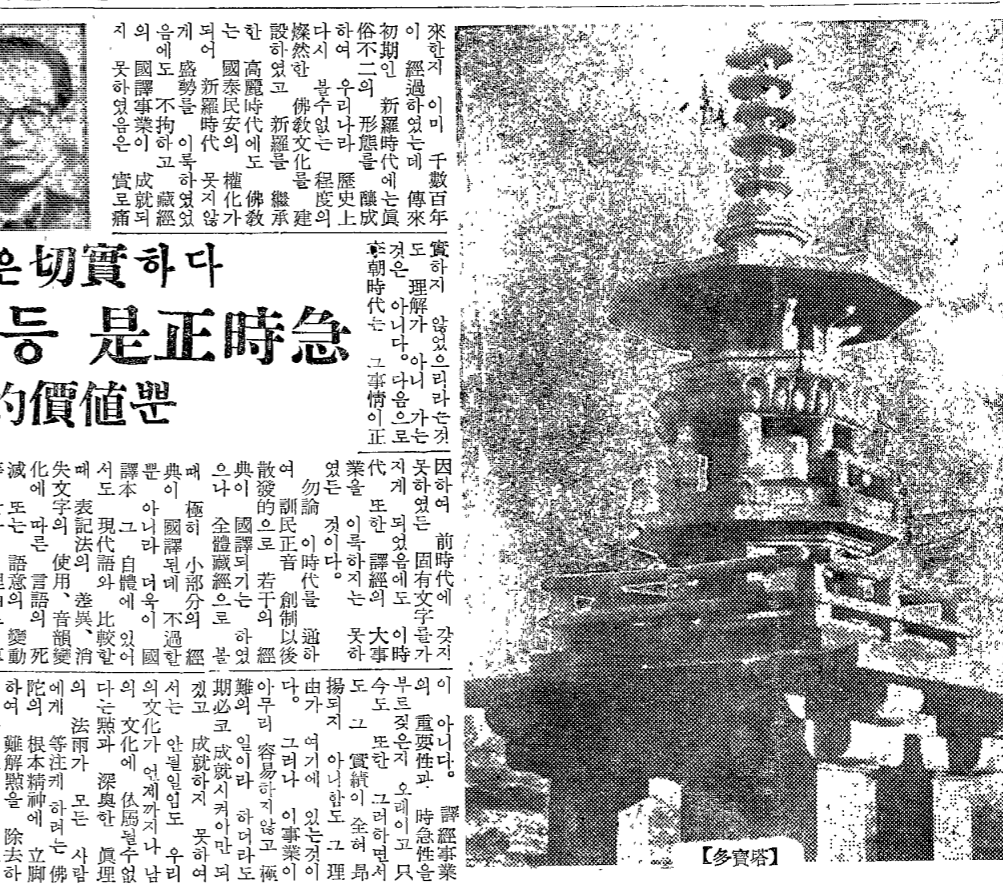 來한지 이미 千數百年
이 經過하였는데 傳來
初期인 新羅時代에는眞
俗不二의 形態를 釀成
하여 우리나라 歷史上
다시 볼수없는 程度의
燦然한 佛敎文化를 建
設하였고 新羅를 繼承
한 高麗時代에도 佛敎
는 國泰民安의 權化가
되어 新羅時代 못지않
게 盛勢를 이룩하였었
음에도 不拘하고 藏經
의 國譯事業이 成就되
지 못하였음은 實로痛
은切實하다
등 是正時急
的價値뿐
實하지 않었으리라는것
도 理解가 아니 가는
것은 아니다。다음으로
李朝時代는 그事情이正
因하여 前時代에 갖지
못하였든 固有文字를가
지게 되었음에도 이時
代 또한 譯經의 大事
業을 이룩하지는 못하
였든 것이다。
勿論 이時代를 通하
여 訓民正音 創制以後
散發的으로 若干의 經
典이 國譯되기는 하였
으나 全體藏經으로 볼
때 極히 小部分의 經
典이 國譯된데 不過한
뿐 아니라 더욱이 國
譯本 그 自體에 있어
서도 現代語와 比較할
때 表記法의 差異、消
失文字의 使用、音韻變
化에 따른 言語의 死
滅 또는 語意의 變動
이 아니다。 譯經事業
의 重要性과 時急性을
부르짖은지 오래이고 只
今도 또한 그러하면서
도 그 實績이 全혀 昻
揚되지 아니함도 그 理
由가 여기에 있는것이
다。 그러나 이事業이
아무리 容易하지않고 極
難의 일이라 하더라도
期必코 成就시켜야만 되
겠고 成就하지 못하여
서는 안될일임도 우리
의文化가 언제까지나 남
의 文化에 依屬될수없
다는點과 深奥한 眞理
의 法雨가 모든 사람
에게 等注케 하려는 佛
陀의 根本精神에 立脚
하여 難解點을 除去하
【多寶塔】